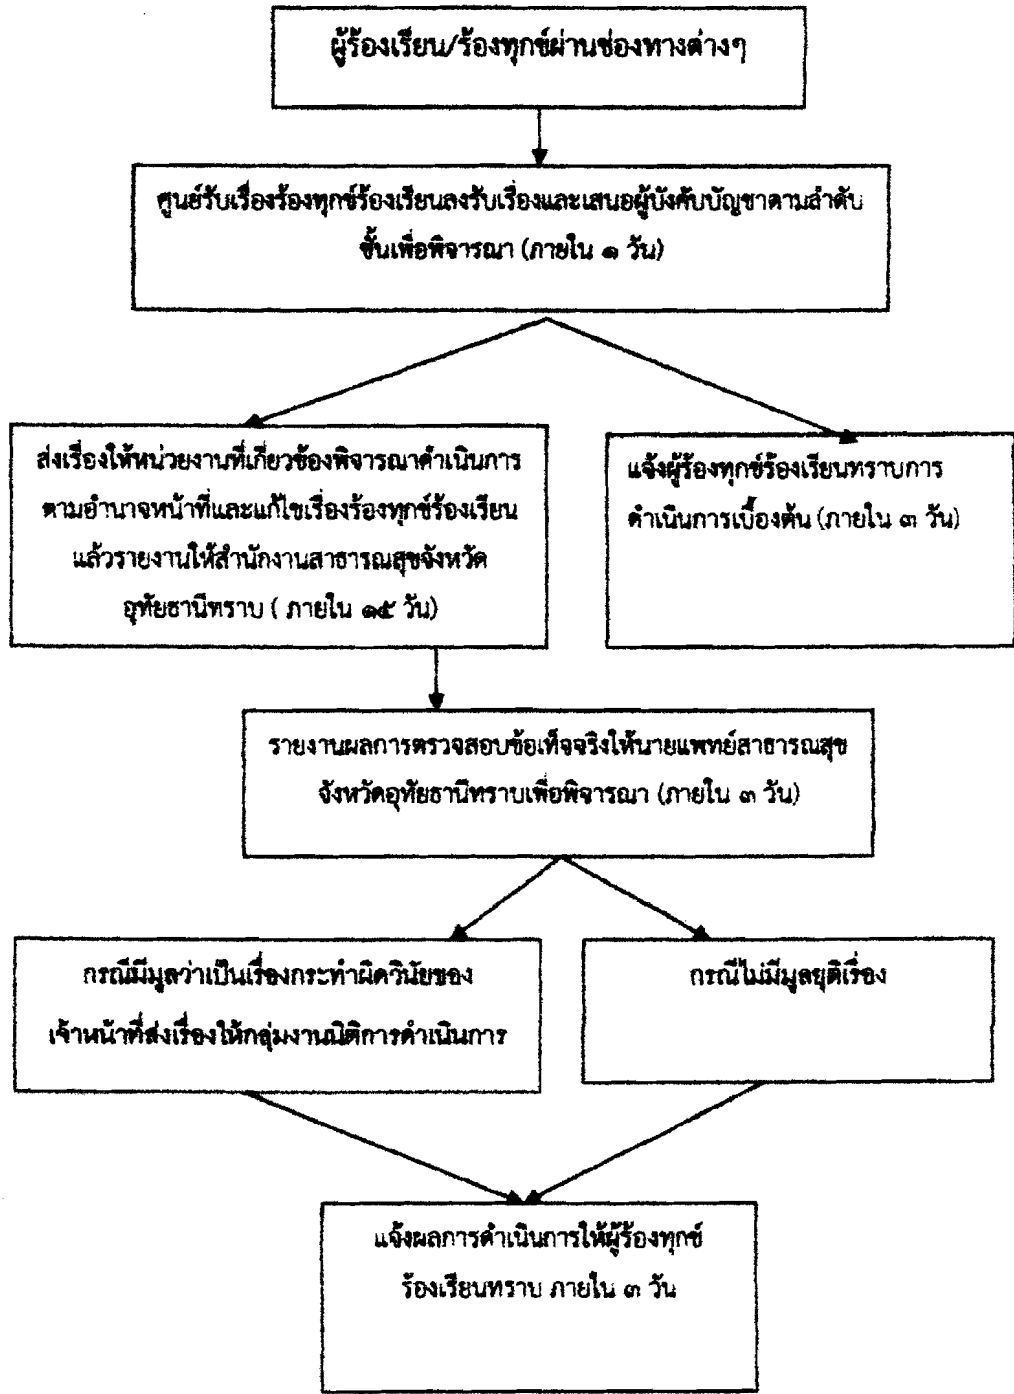 ผู้ร้องเรียน/ร้องทุกข์ผ่านช่องทางต่างๆ
ศูนย์รับเรื่องร้องทุกข์ร้องเรียนลงรับเรื่องและเสนอผู้บังคับบัญชาตามลำดับ
ชั้นเพื่อพิจารณา (ภายใน ๑ วัน)
ส่งเรื่องให้หน่วยงานที่เกี่ยวข้องพิจารณาดำเนินการ
ตามอำนาจหน้าที่และแก้ไขเรื่องร้องทุกข์ร้องเรียน
แล้วรายงานให้สำนักงานสาธารณสุขจังหวัด
อุทัยธานีทราบ ( ภายใน ๑๕ วัน)
แจ้งผู้ร้องทุกข์ร้องเรียนทราบการ
ดำเนินการเบื้องต้น (ภายใน ๓ วัน)
รายงานผลการตรวจสอบข้อเท็จจริงให้นายแพทย์สาธารณสุข
จังหวัดอุทัยธานีทราบเพื่อพิจารณา (ภายใน ๓ วัน)
กรณีมีมูลว่าเป็นเรื่องกระทำผิดวินัยของ
เจ้าหน้าที่ส่งเรื่องให้กลุ่มงานนิติการดำเนินการ
กรณีไม่มีมูลยุติเรื่อง
แจ้งผลการดำเนินการให้ผู้ร้องทุกข์
ร้องเรียนทราบ ภายใน ๓ วัน